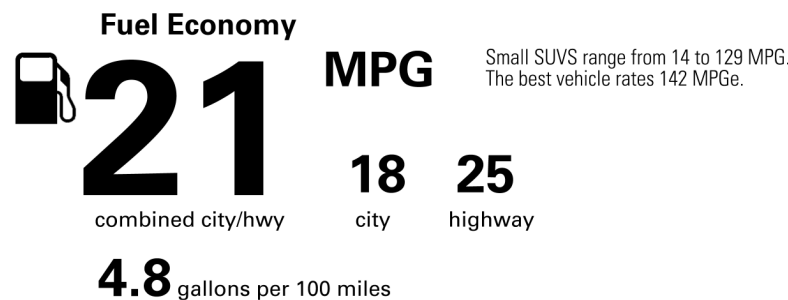 Fuel Economy
21 MPG
Small SUVS range from 14 to 129 MPG.
The best vehicle rates 142 MPGe.
combined city/hwy
18 city
25 highway
4.8 gallons per 100 miles